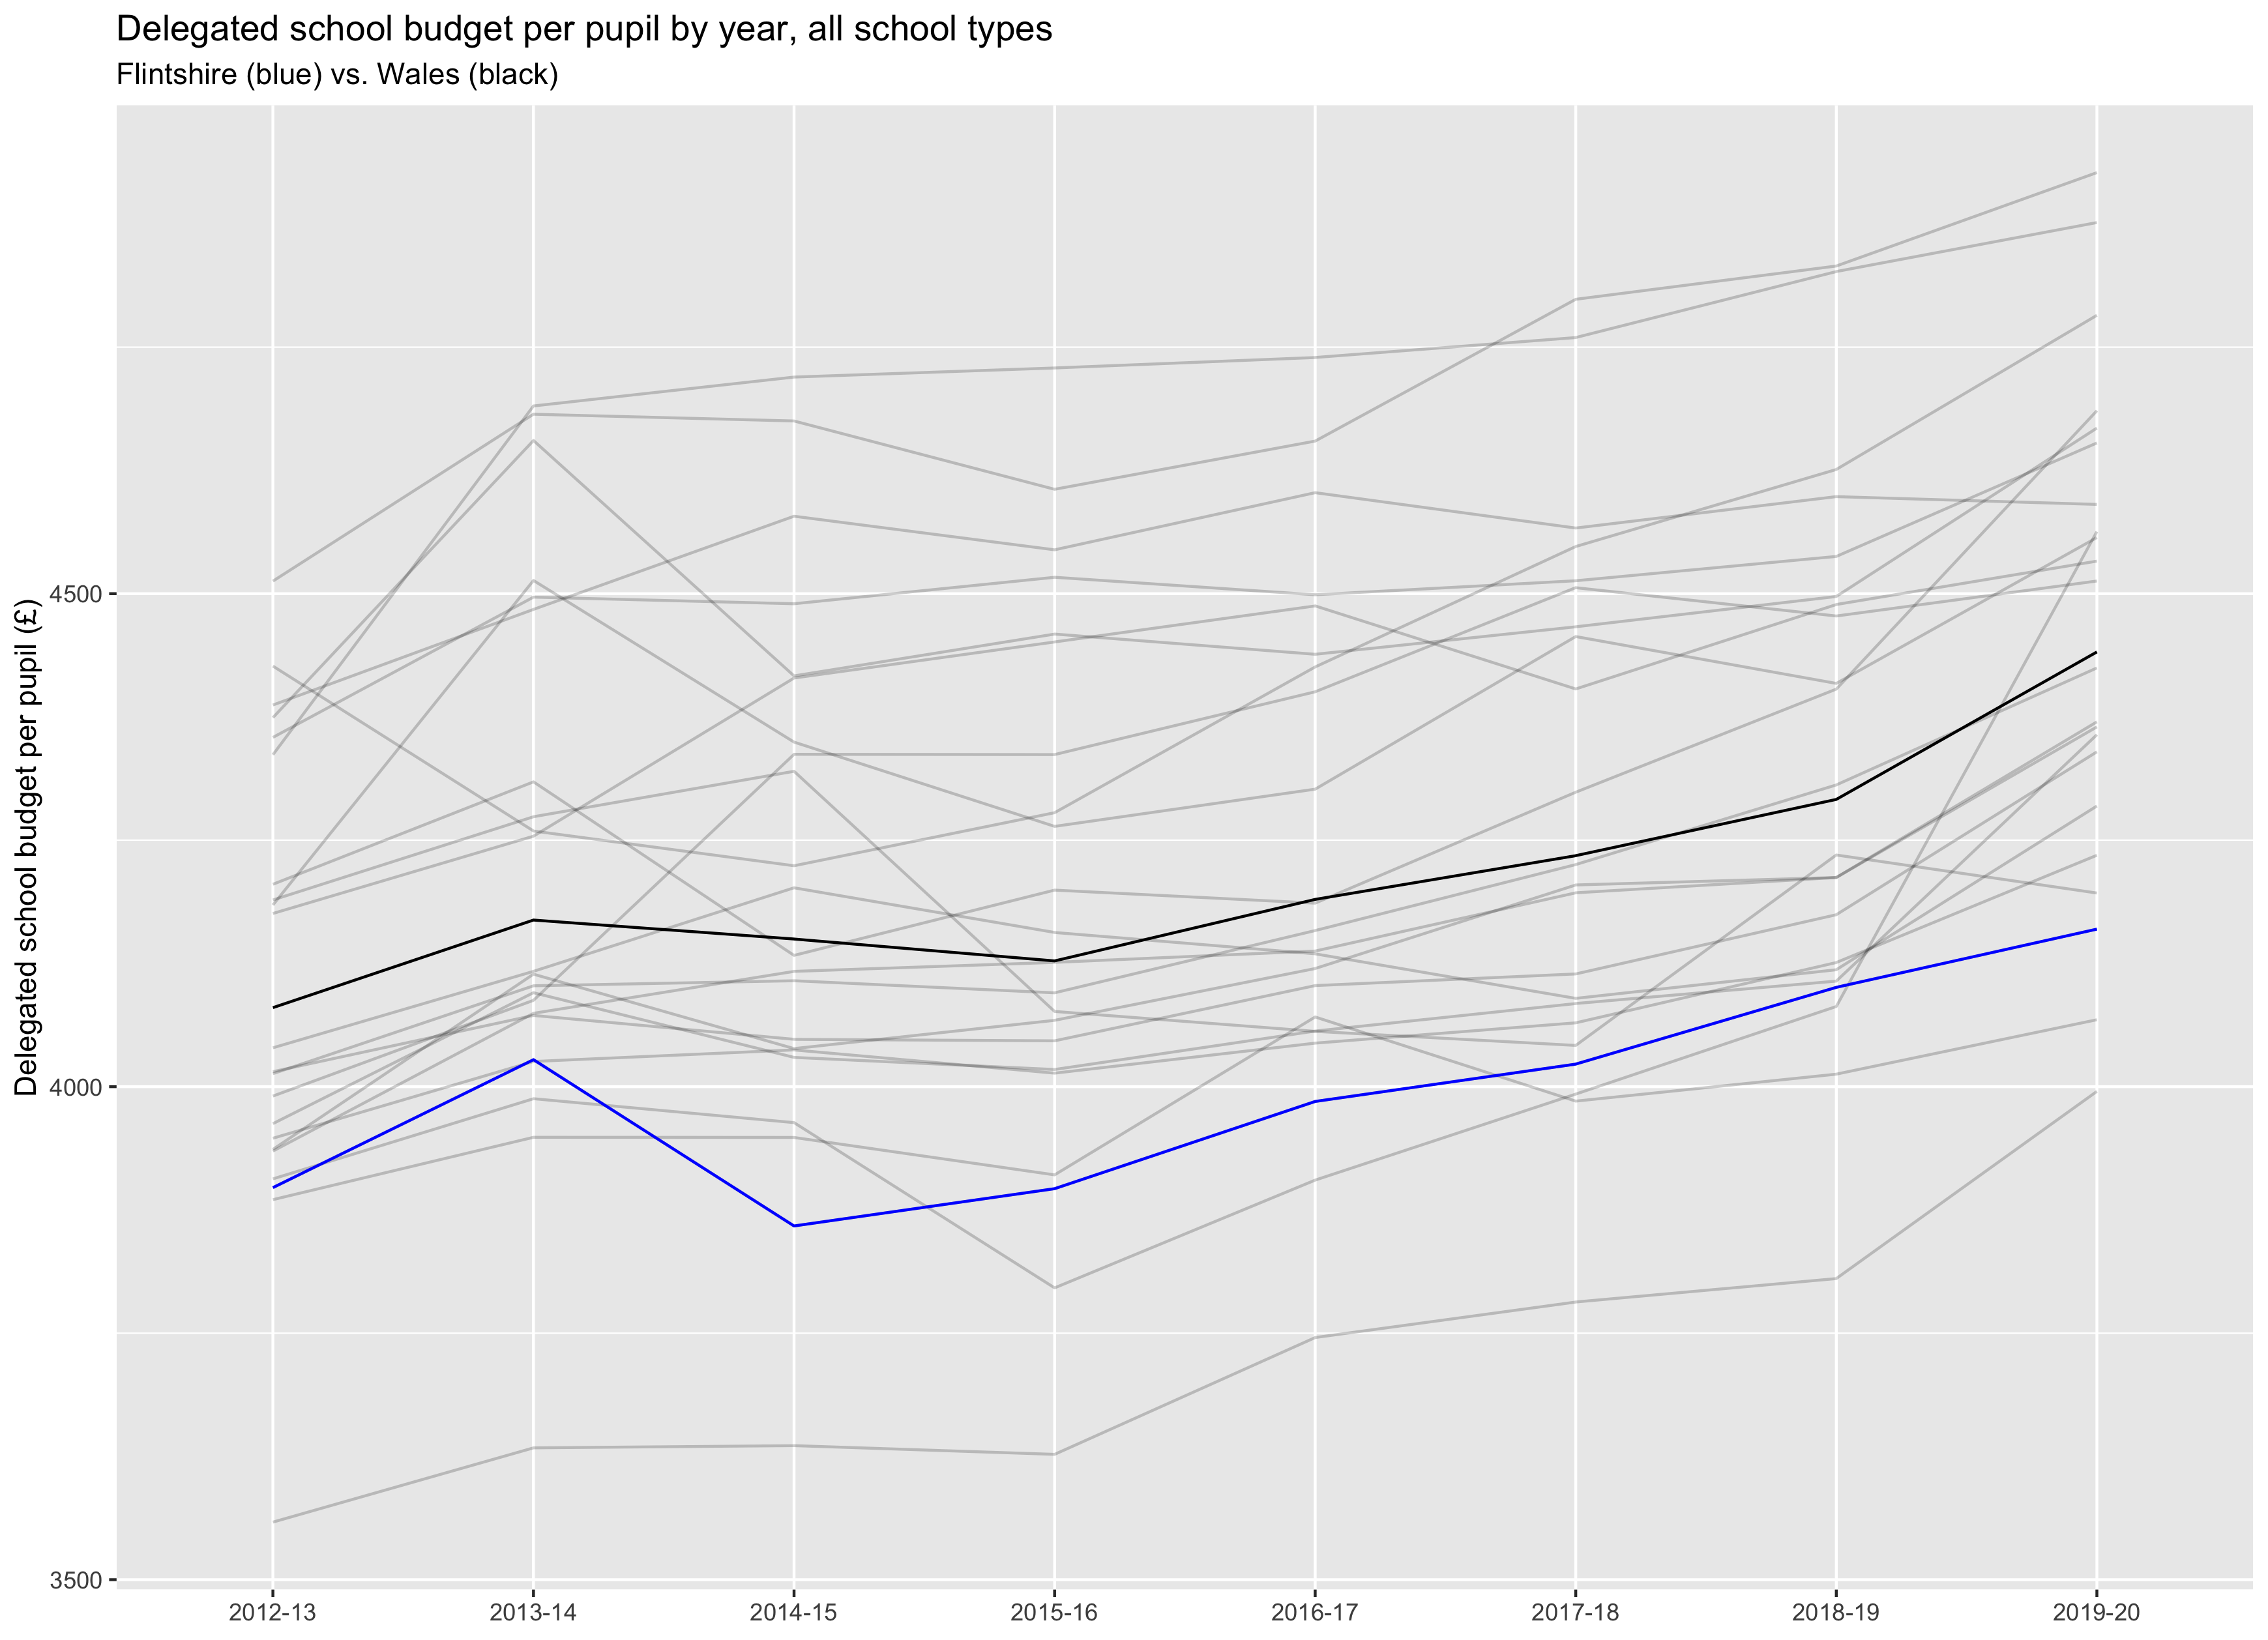 Delegated school budget per pupil by year, all school types
Flintshire (blue) vs. Wales (black)
Delegated school budget per pupil (£)
4500
4000
3500
2012-13 2013-14 2014-15 2015-16 2016-17 2017-18 2018-19 2019-20